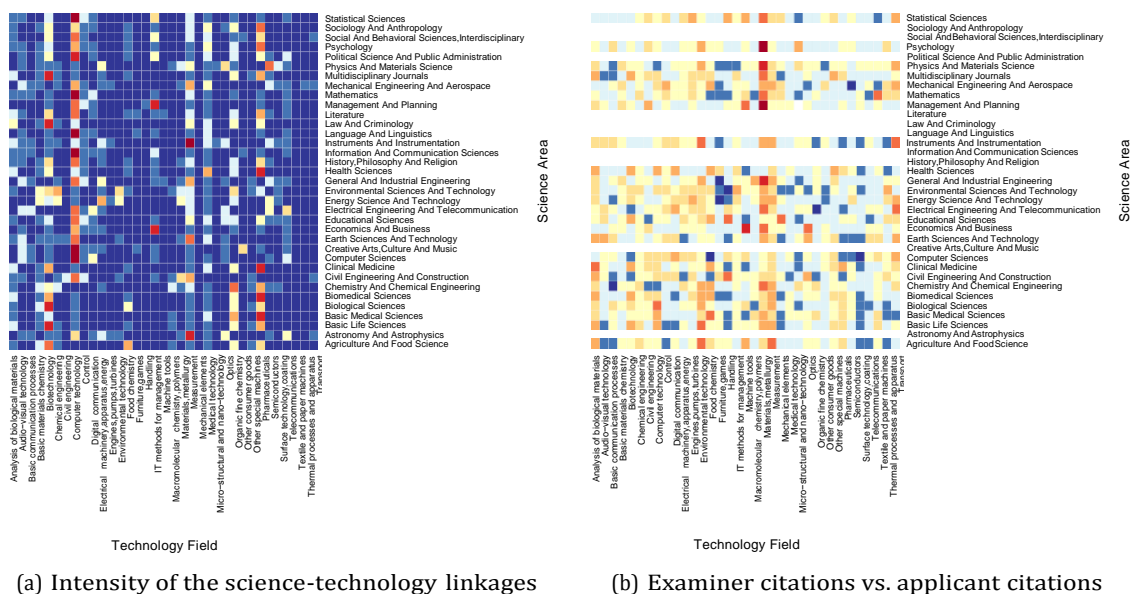 Statistical Sciences
Sociology And Anthropology
Social And Behavioral Sciences,Interdisciplinary
Psychology
Political Science And Public Administration
Physics And Materials Science
Multidisciplinary Journals
Mechanical Engineering And Aerospace
Mathematics
Management And Planning
Literature
Law And Criminology
Language And Linguistics
Instruments And Instrumentation
Information And Communication Sciences
History,Philosophy And Religion
Health Sciences
General And Industrial Engineering
Environmental Sciences And Technology
Energy Science And Technology
Electrical Engineering And Telecommunication
Educational Sciences
Economics And Business
Earth Sciences And Technology
Creative Arts,Culture And Music
Computer Sciences
Clinical Medicine
Civil Engineering And Construction
Chemistry And Chemical Engineering
Biomedical Sciences
Biological Sciences
Basic Medical Sciences
Basic Life Sciences
Astronomy And Astrophysics
Agriculture And Food Science
Science Area
Analysis of biological materials
Audio-visual technology
Basic communication processes
Basic materials chemistry
Biotechnology
Chemical engineering
Civil engineering
Computer technology
Control
Digital communication
Electrical machinery,apparatus,energy
Engines,pumps,turbines
Environmental technology
Food chemistry
Furniture,games
Handling
IT methods for management
Machine tools
Macromolecular chemistry,polymers
Materials,metallurgy
Measurement
Mechanical elements
Medical technology
Micro-structural and nano-technology
Optics
Organic fine chemistry
Other consumer goods
Other special machines
Pharmaceuticals
Semiconductors
Surface technology,coating
Telecommunications
Textile and paper machines
Thermal processes and apparatus
Transport
Technology Field
(a) Intensity of the science-technology linkages
Statistical Sciences
Sociology And Anthropology
Social AndBehavioral Sciences,Interdisciplinary
Psychology
Political Science And Public Administration
Physics And Materials Science
Multidisciplinary Journals
Mechanical Engineering And Aerospace
Mathematics
Management And Planning
Literature
Law And Criminology
Language And Linguistics
Instruments And Instrumentation
Information And Communication Sciences
History,Philosophy And Religion
Health Sciences
General And Industrial Engineering
Environmental Sciences And Technology
Energy Science And Technology
Electrical Engineering And Telecommunication
Educational Sciences
Economics And Business
Earth Sciences And Technology
Creative Arts,Culture And Music
Computer Sciences
Clinical Medicine
Civil Engineering And Construction
Chemistry And Chemical Engineering
Biomedical Sciences
Biological Sciences
Basic Medical Sciences
Basic Life Sciences
Astronomy And Astrophysics
Agriculture And FoodScience
Science Area
Analysis of biological materials
Audio-visual technology
Basic communication processes
Basic materials chemistry
Biotechnology
Chemical engineering
Civil engineering
Computer technology
Control
Digital communication
Electrical machinery,apparatus,energy
Engines,pumps,turbines
Environmental technology
Food chemistry
Furniture,games
Handling
IT methods for management
Machine tools
Macromolecular chemistry,polymers
Materials,metallurgy
Measurement
Mechanical elements
Medical technology
Micro-structural and nano-technology
Optics
Organic fine chemistry
Other consumer goods
Other special machines
Pharmaceuticals
Semiconductors
Surface technology,coating
Telecommunications
Textile and paper machines
Thermal processes and apparatus
Transport
Technology Field
(b) Examiner citations vs. applicant citations